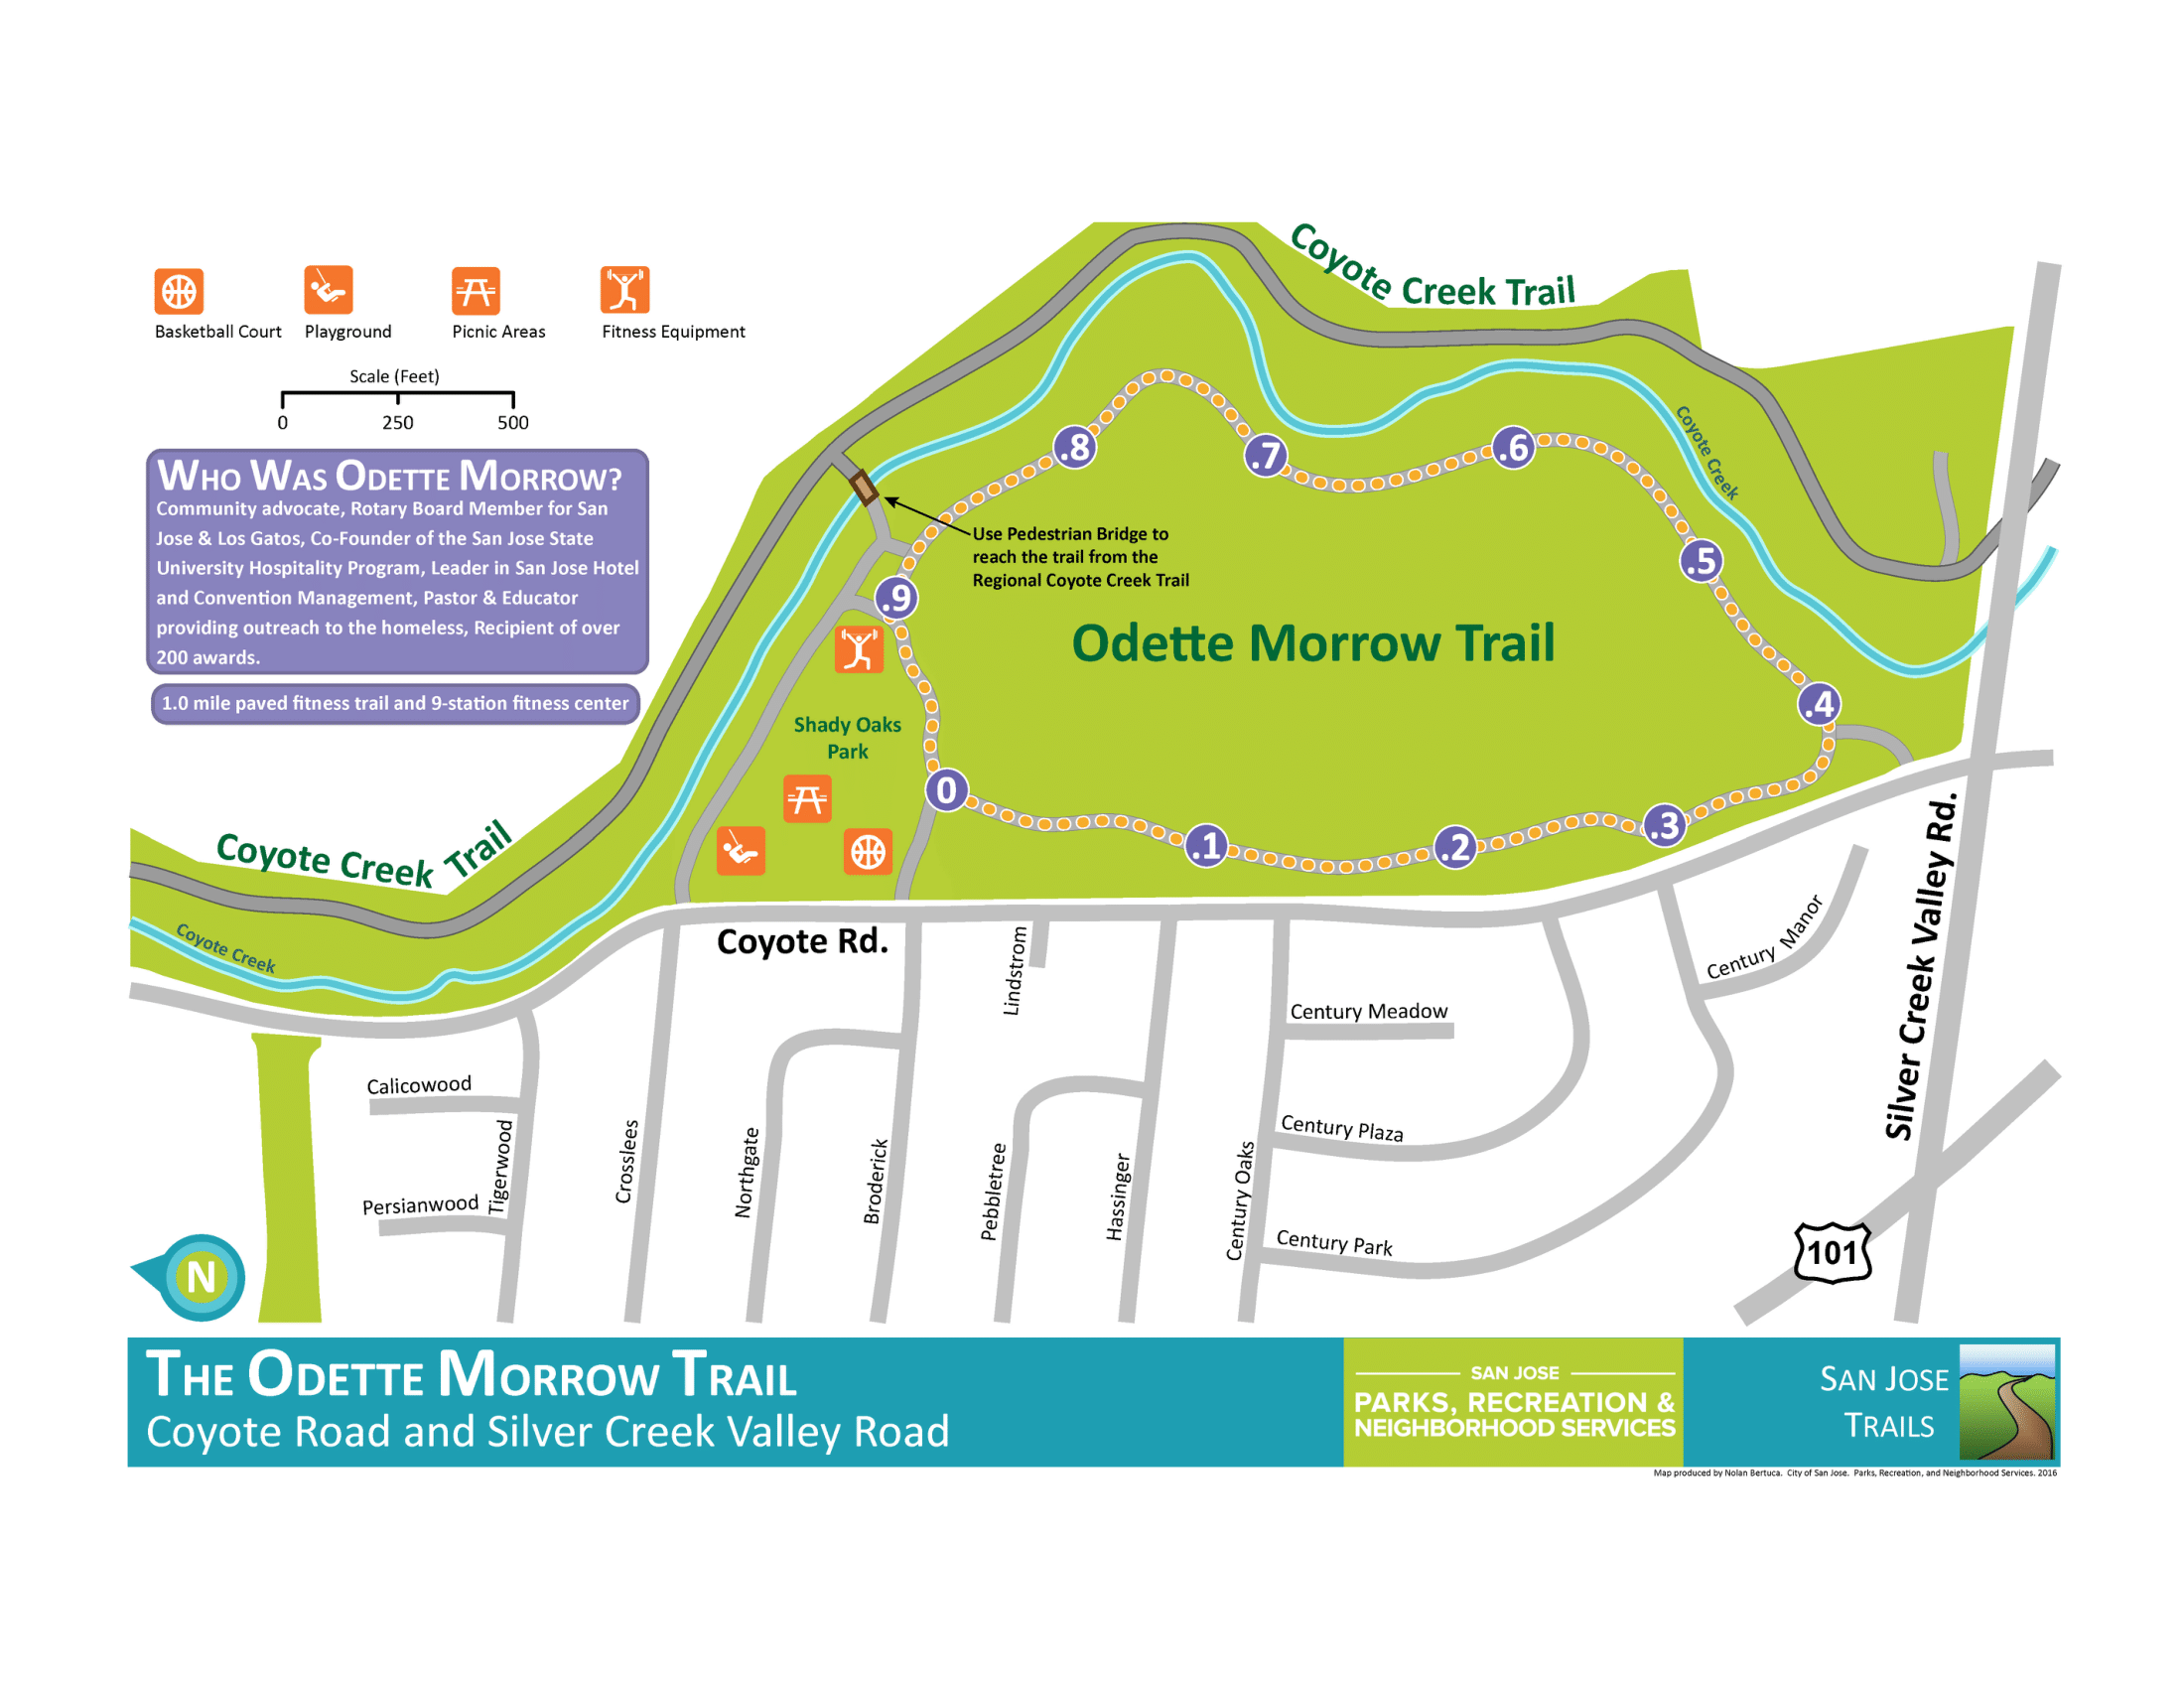 Coyote Creek Trail
Basketball Court
Playground
Picnic Areas
Fitness Equipment
Scale (Feet)
0 250 500
WHO WAS ODETTE MORROW?
Community advocate, Rotary Board Member for San
Jose & Los Gatos, Co-Founder of the San Jose State
University Hospitality Program, Leader in San Jose Hotel
and Convention Management, Pastor & Educator
providing outreach to the homeless, Recipient of over
200 awards.
1.0 mile paved fitness trail and 9-station fitness center
Coyote Creek
.8
.7
.6
.5
.9
.4
0
.1
.2
.3
Use Pedestrian Bridge to
reach the trail from the
Regional Coyote Creek Trail
Odette Morrow Trail
Shady Oaks
Park
Coyote Creek Trail
Coyote Creek
Coyote Rd.
Silver Creek Valley Rd.
Lindstrom
Century Manor
Century Meadow
Calicowood
Century Plaza
Persianwood
Tigerwood
Crosslees
Northgate
Broderick
Pebbletree
Hassinger
Century Oaks
Century Park
101
N
THE ODETTE MORROW TRAIL
Coyote Road and Silver Creek Valley Road
SAN JOSE
PARKS, RECREATION &
NEIGHBORHOOD SERVICES
SAN JOSE
TRAILS
Map produced by Nolan Bertuca. City of San Jose. Parks, Recreation, and Neighborhood Services. 2016